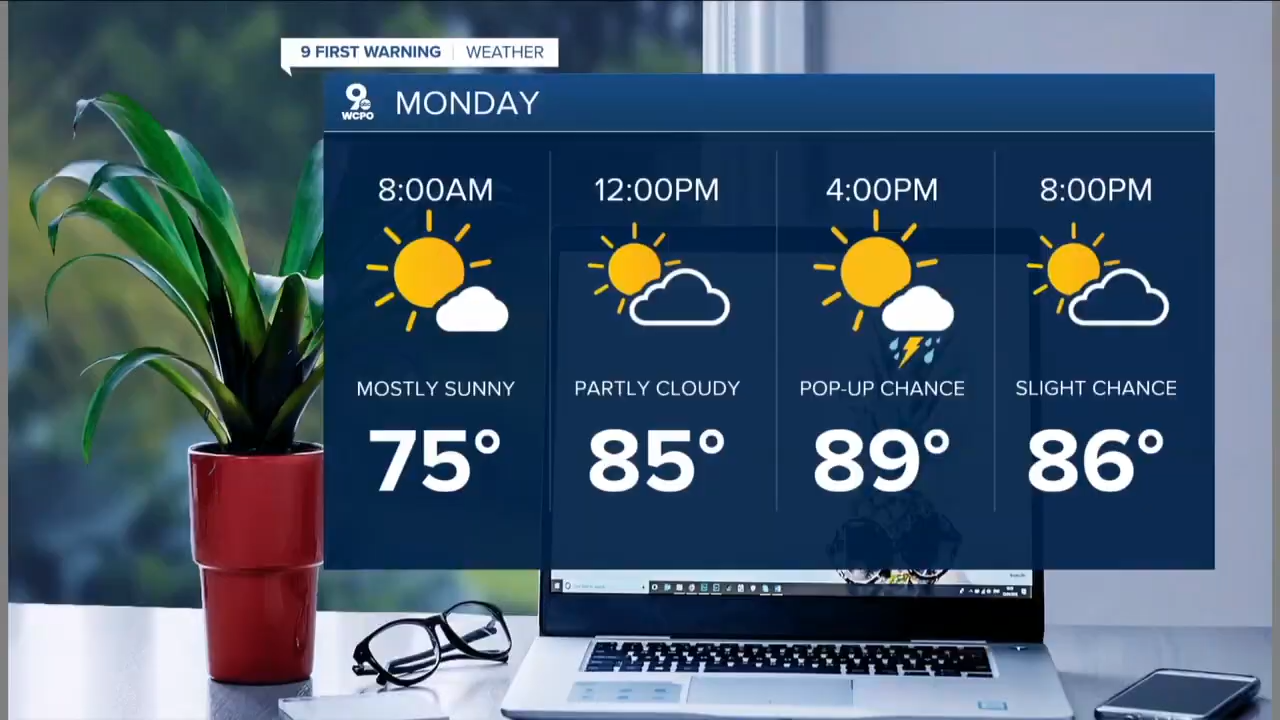 9 FIRST WARNING | WEATHER
9 WCPO MONDAY
8:00AM 12:00PM 4:00PM 8:00PM
MOSTLY SUNNY PARTLY CLOUDY POP-UP CHANCE SLIGHT CHANCE
75° 85° 89° 86°